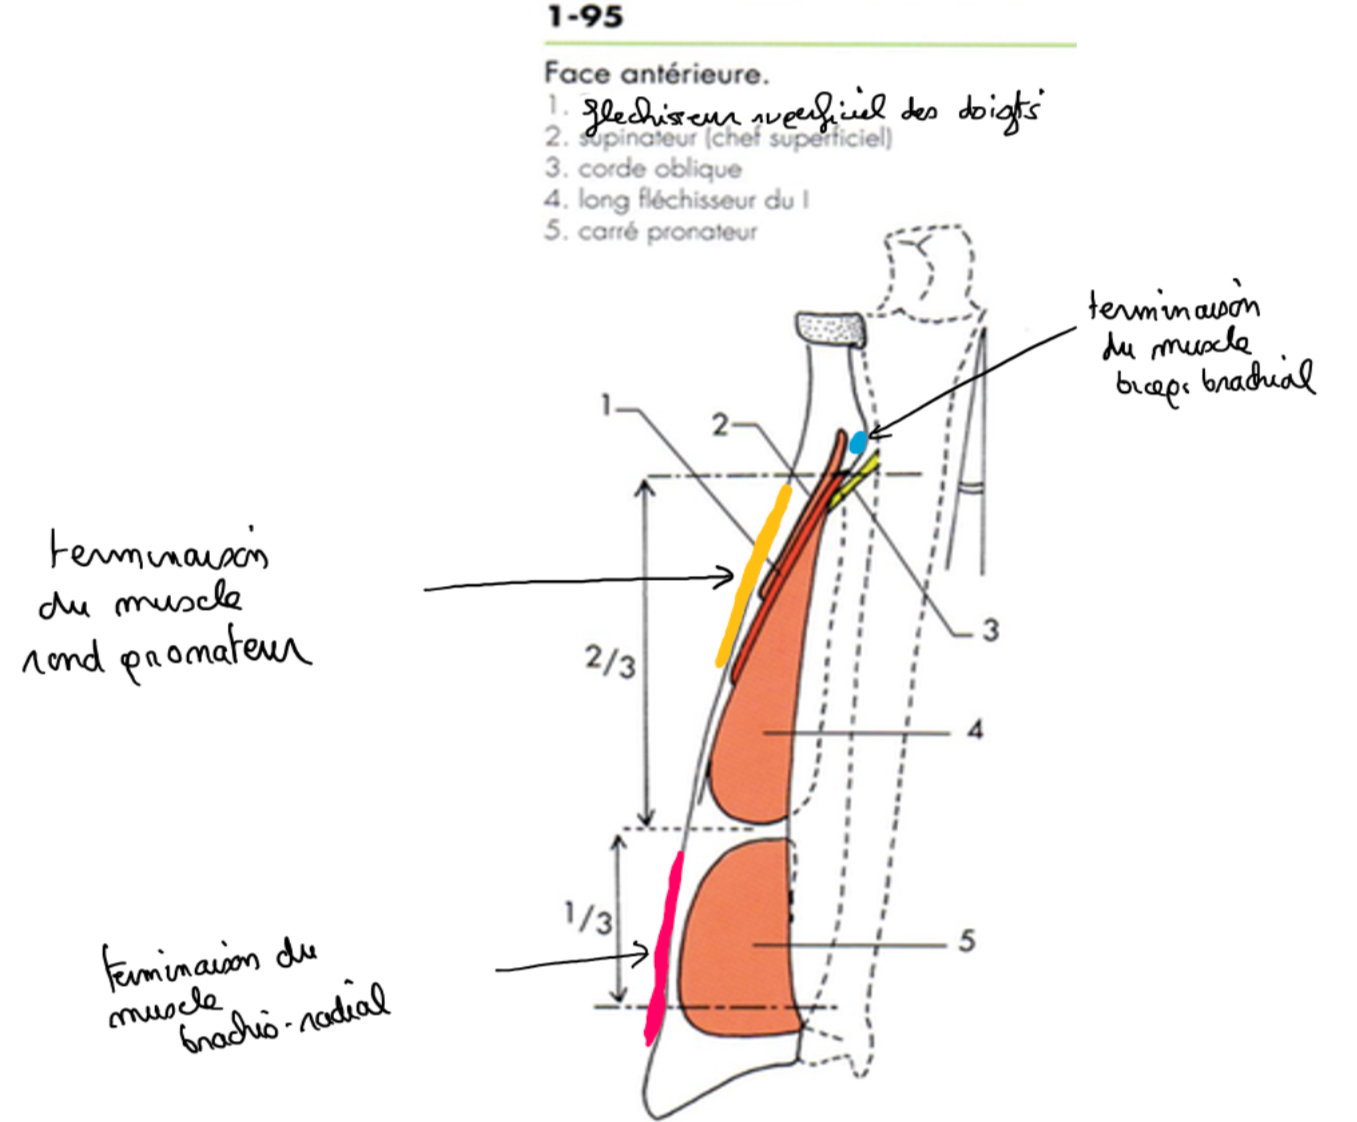 1-95
Face antérieure.
1. flechisseur superficiel des doigts
2. supinateur (chef superficiel)
3. corde oblique
4. long fléchisseur du I
5. carré pronateur
terminaison
du muscle
biceps brachial
1
2
terminaison
du muscle
rond pronateur
2/3
3
4
1/3
5
terminaison du
muscle
brachio-radial